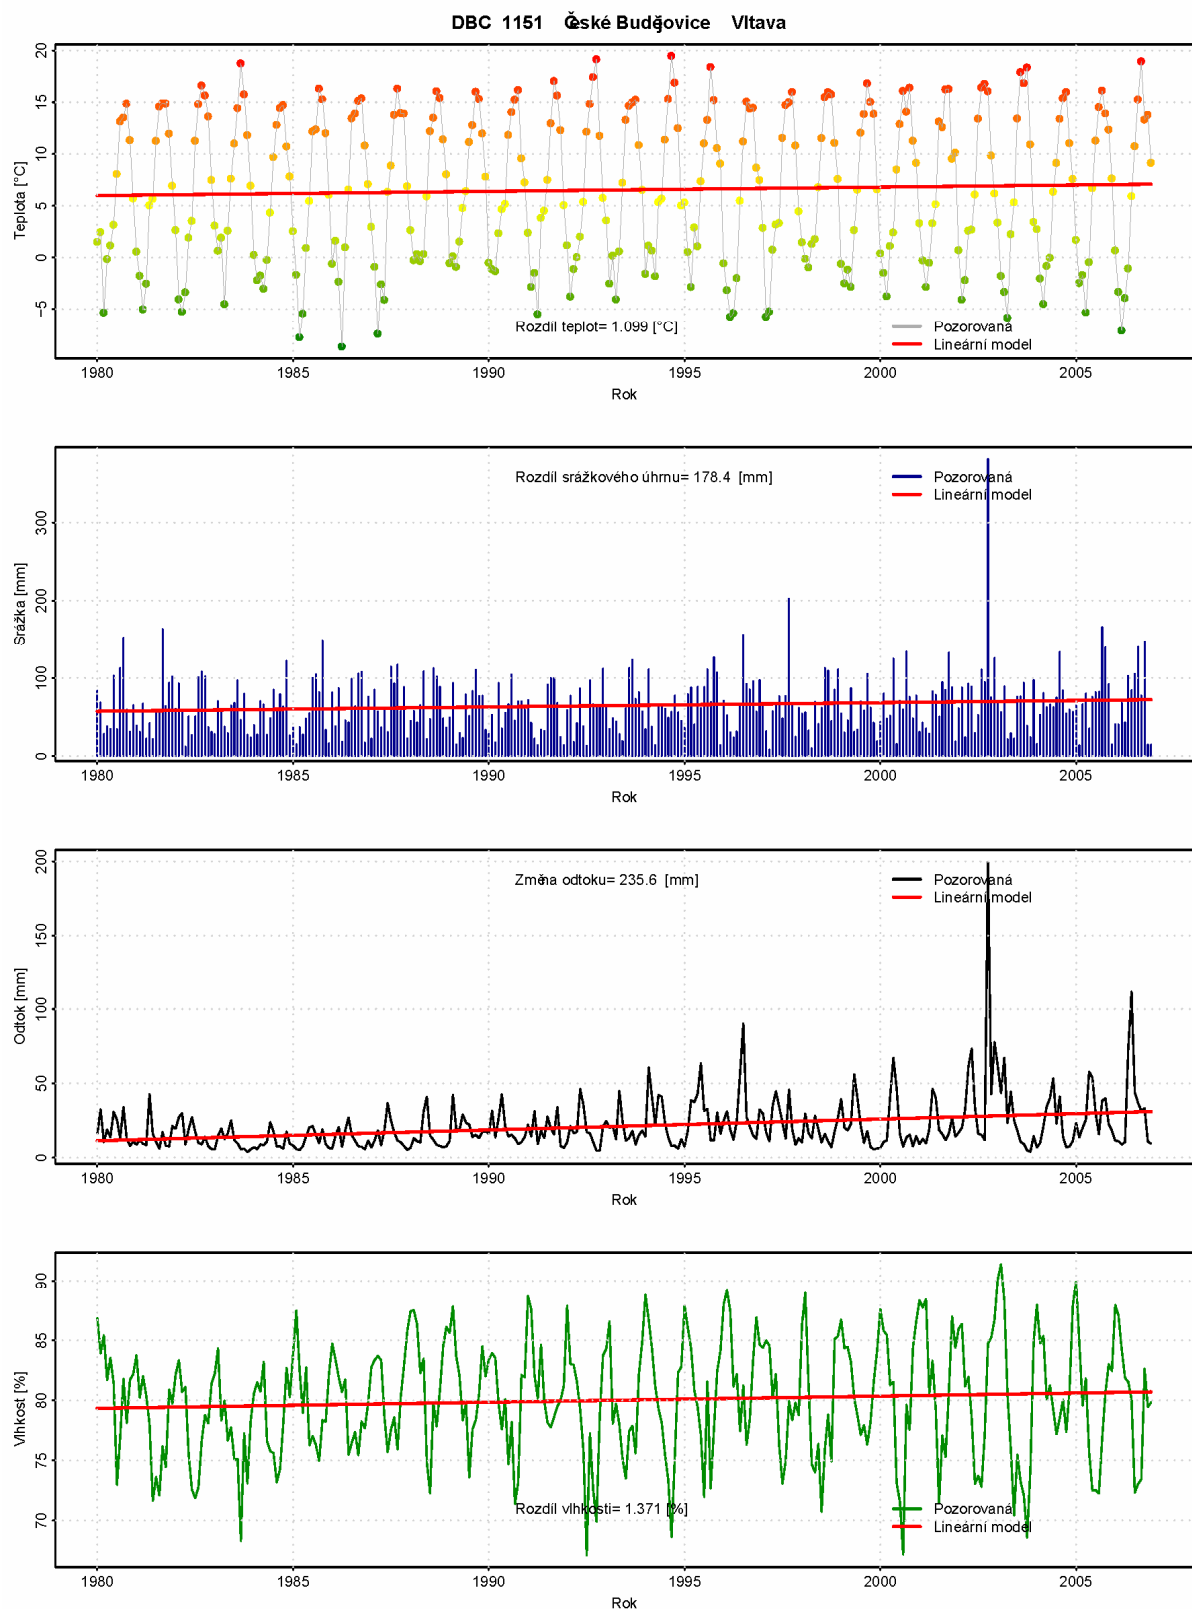 DBC 1151 České Budějovice Vltava
Teplota [°C]
20
15
10
5
0
−5
Rozdíl teplot= 1.099 [°C]
Pozorovaná
Lineární model
1980 1985 1990 1995 2000 2005
Rok
Srážka [mm]
300
200
100
0
Rozdíl srážkového úhrnu= 178.4 [mm]
Pozorovaná
Lineární model
1980 1985 1990 1995 2000 2005
Rok
Odtok [mm]
200
150
100
50
0
Změna odtoku= 235.6 [mm]
Pozorovaná
Lineární model
1980 1985 1990 1995 2000 2005
Rok
Vlhkost [%]
90
85
80
75
70
Rozdíl vlhkosti= 1.371 [%]
Pozorovaná
Lineární model
1980 1985 1990 1995 2000 2005
Rok